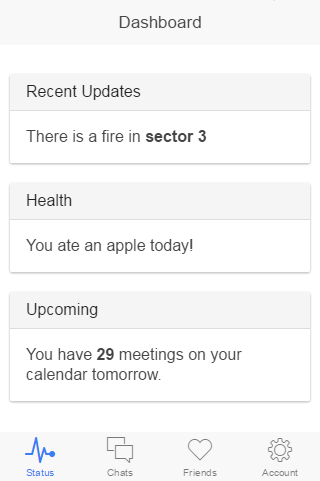 Dashboard
Recent Updates
There is a fire in sector 3
Health
You ate an apple today!
Upcoming
You have 29 meetings on your
calendar tomorrow.
Status
Chats
Friends
Account